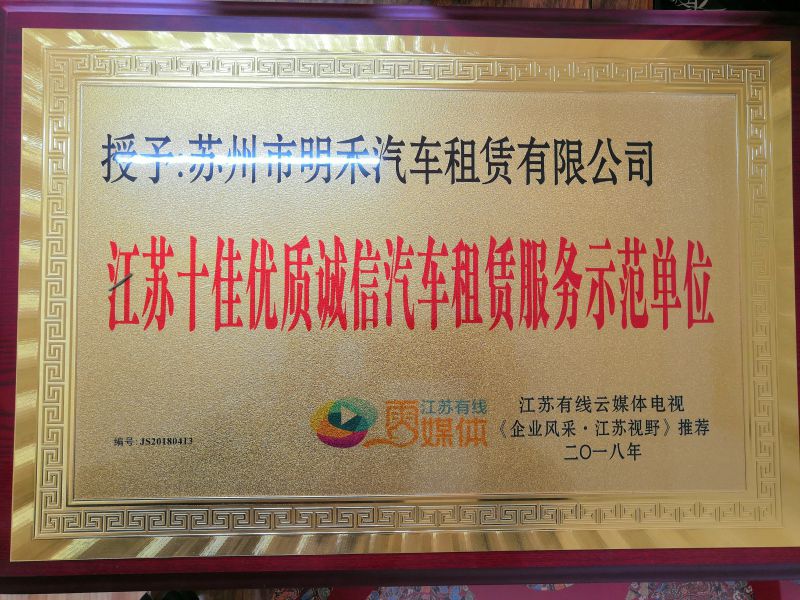 授予:苏州市明禾汽车租赁有限公司
江苏十佳优质诚信汽车租赁服务示范单位
江苏有线
云媒体
编号:JS20180413
江苏有线云媒体电视
《企业风采·江苏视野》推荐
二〇一八年